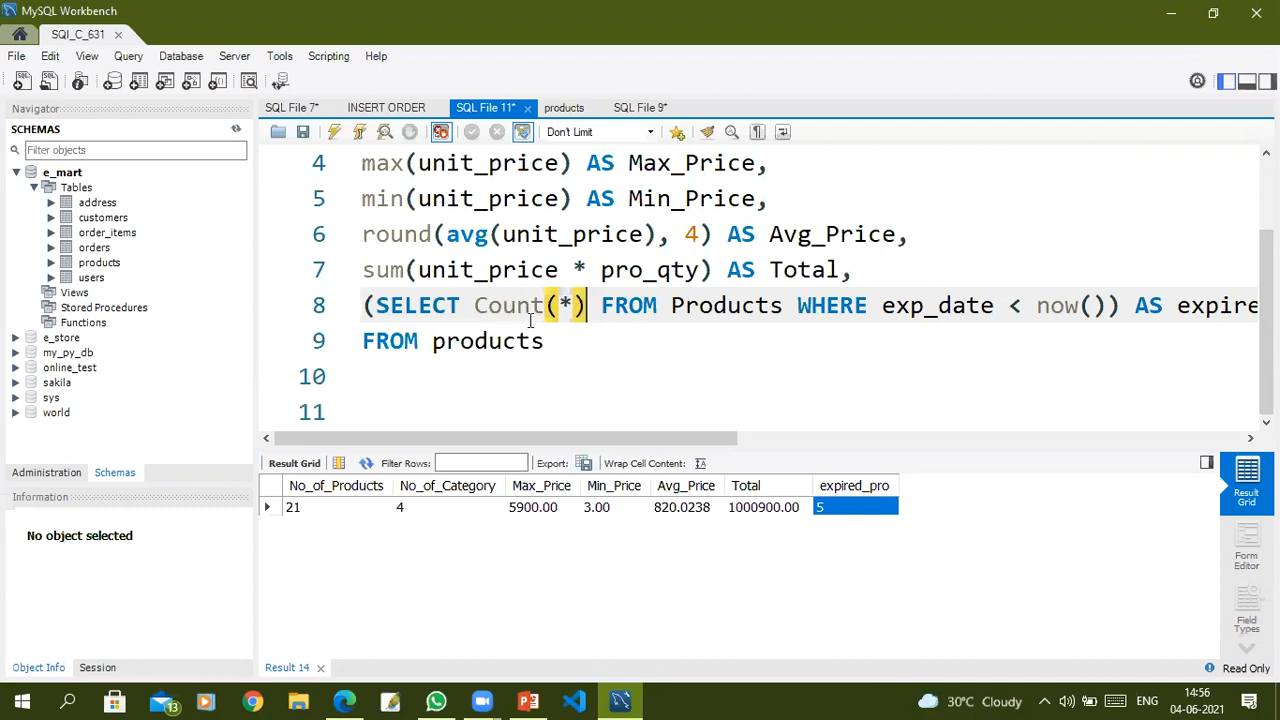 MySQL Workbench
SQl_C_631
File Edit View Query Database Server Tools Scripting Help
Navigator:
SCHEMAS
Filter objects
e_mart
Tables
address
customers
order_items
orders
products
users
Views
Stored Procedures
Functions
e_store
my_py_db
online_test
sakila
sys
world
Administration Schemas
Information
No object selected
Object Info Session
SQL File 7* INSERT ORDER SQL File 11* products SQL File 9*
Don't Limit
4 max(unit_price) AS Max_Price,
5 min(unit_price) AS Min_Price,
6 round(avg(unit_price), 4) AS Avg_Price,
7 sum(unit_price * pro_qty) AS Total,
8 (SELECT Count(*) FROM Products WHERE exp_date < now()) AS expire
9 FROM products
10
11
Result Grid Filter Rows: Export: Wrap Cell Content:
No_of_Products No_of_Category Max_Price Min_Price Avg_Price Total expired_pro
21 4 5900.00 3.00 820.0238 1000900.00 5
Result Grid
Form Editor
Field Types
Result 14
Read Only
13
30°C Cloudy
ENG
14:56
04-06-2021